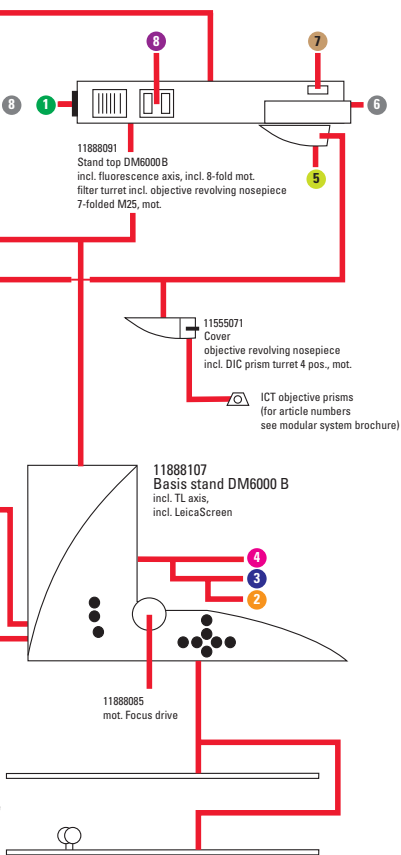 8
7
8
1
6
5
11888091
Stand top DM6000B
incl. fluorescence axis, incl. 8-fold mot.
filter turret incl. objective revolving nosepiece
7-folded M25, mot.
11555071
Cover
objective revolving nosepiece
incl. DIC prism turret 4 pos., mot.
ICT objective prisms
(for article numbers
see modular system brochure)
11888107
Basis stand DM6000 B
incl. TL axis,
incl. LeicaScreen
4
3
2
11888085
mot. Focus drive